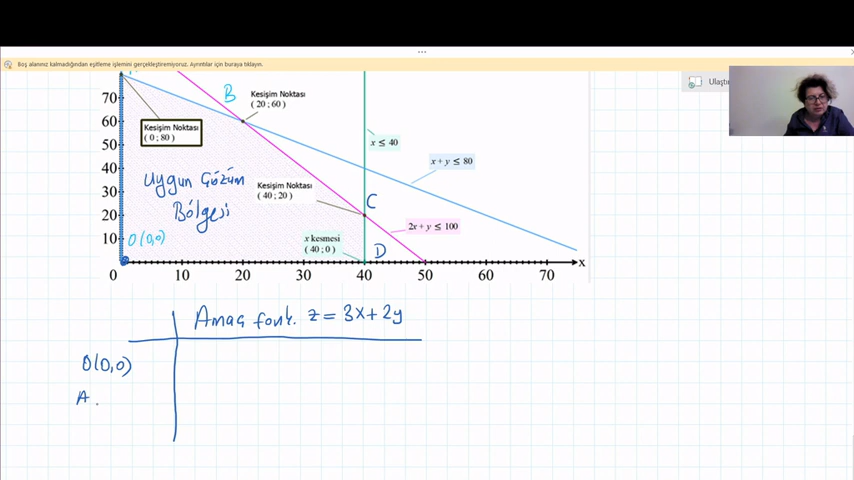 Boş alanınız kalmadığından eşitleme işlemini gerçekleştiremiyoruz. Ayrıntılar için buraya tıklayın.
Ulaştır
70
B
Kesişim Noktası
(20 ; 60)
60
Kesişim Noktası
(0 ; 80)
50
x ≤ 40
40
x + y ≤ 80
Uygun Çözüm
Bölgesi
30
Kesişim Noktası
(40 ; 20)
C
20
2x + y ≤ 100
10
O(0,0)
x kesmesi
(40 ; 0)
D
x
0 10 20 30 40 50 60 70
Amaç fonk. z = 3x + 2y
O(0,0)
A